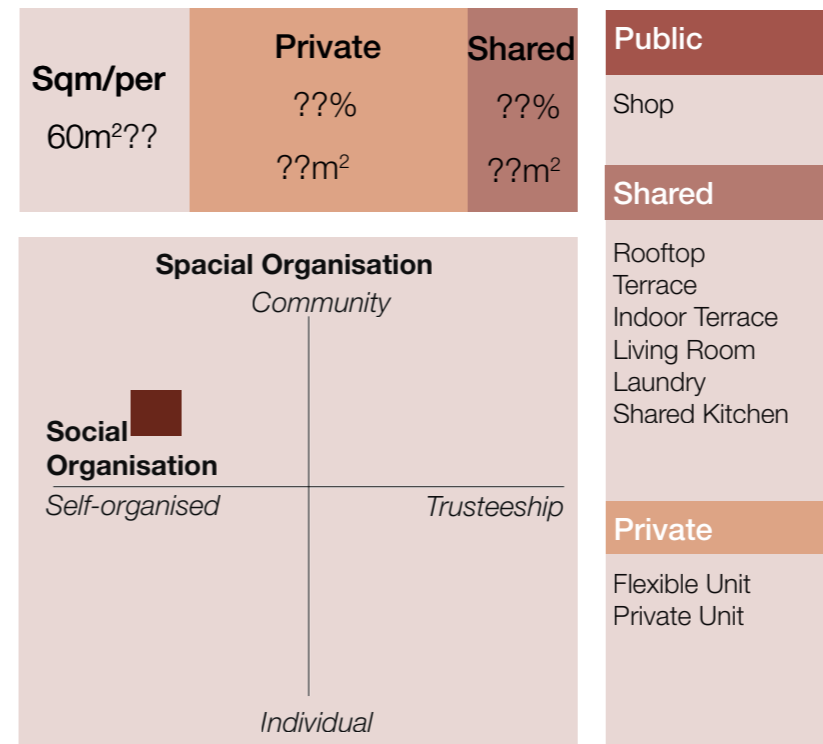 Sqm/per
60m²??
Private
??%
??m²
Shared
??%
??m²
Spacial Organisation
Community
Social
Organisation
Self-organised
Trusteeship
Individual
Public
Shop
Shared
Rooftop
Terrace
Indoor Terrace
Living Room
Laundry
Shared Kitchen
Private
Flexible Unit
Private Unit